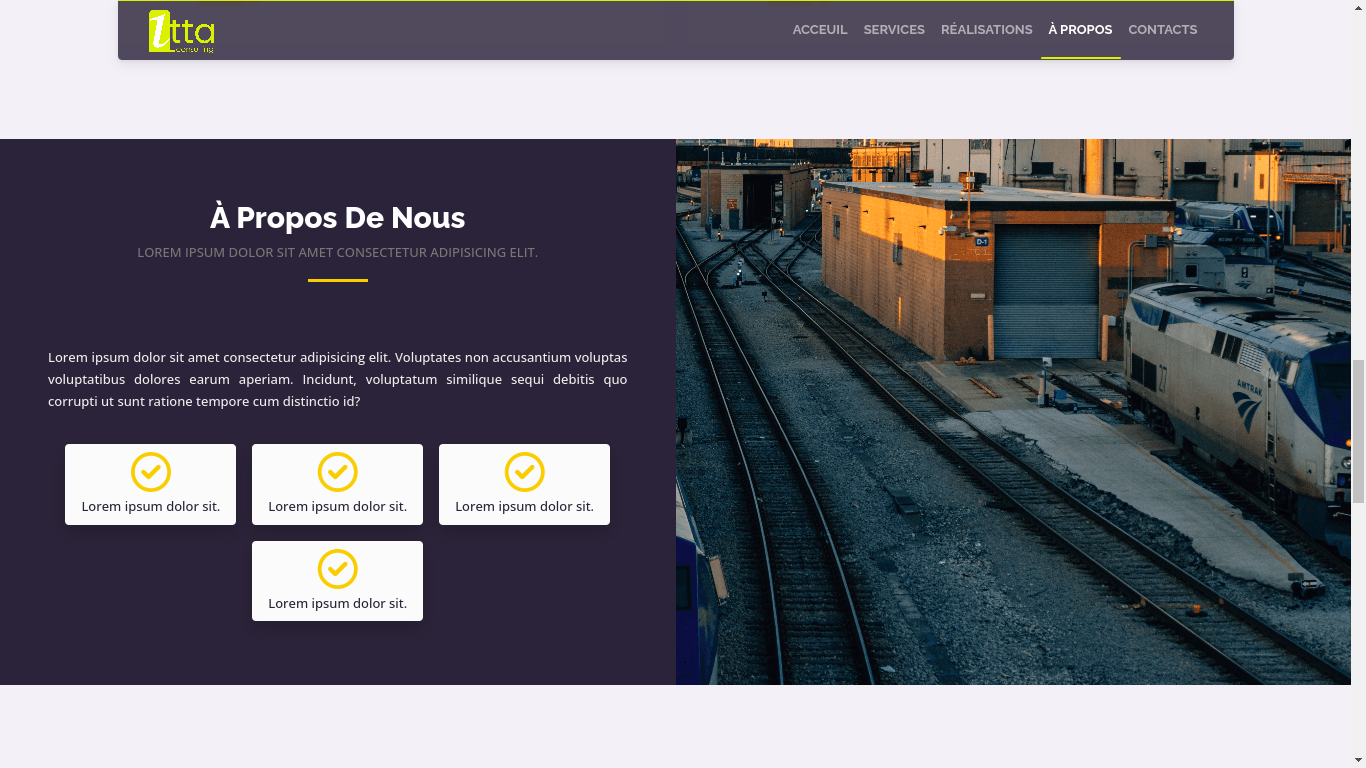 itta
consulting
ACCEUIL SERVICES RÉALISATIONS À PROPOS CONTACTS
À Propos De Nous
LOREM IPSUM DOLOR SIT AMET CONSECTETUR ADIPISICING ELIT.
Lorem ipsum dolor sit amet consectetur adipisicing elit. Voluptates non accusantium voluptas
voluptatibus dolores earum aperiam. Incidunt, voluptatum similique sequi debitis quo
corrupti ut sunt ratione tempore cum distinctio id?
Lorem ipsum dolor sit. Lorem ipsum dolor sit. Lorem ipsum dolor sit.
Lorem ipsum dolor sit.
D-1
27
AMTRAK